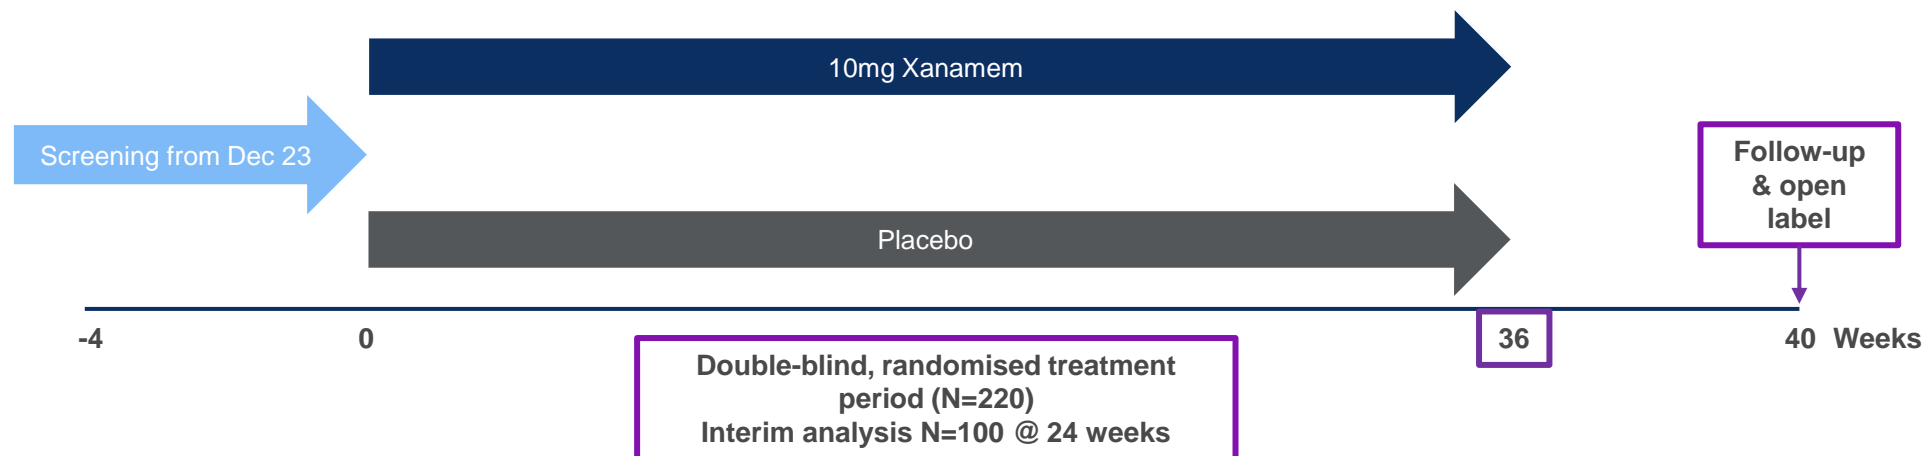 10mg Xanamem
Screening from Dec 23
Follow-up
& open
label
Placebo
-4
0
36
40 Weeks
Double-blind, randomised treatment
period (N=220)
Interim analysis N=100 @ 24 weeks